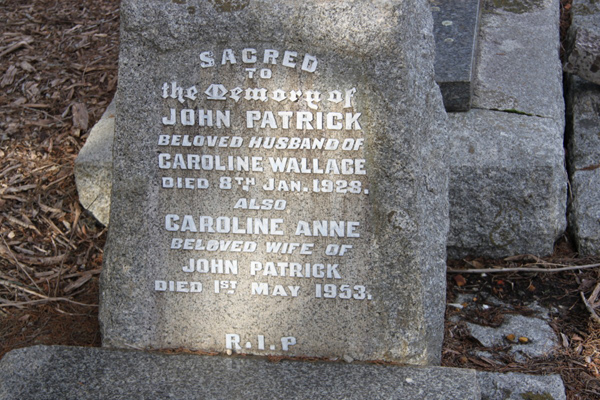 SACRED
TO
the Memory of
JOHN PATRICK
BELOVED HUSBAND OF
CAROLINE WALLACE
DIED 8TH JAN. 1928.
ALSO
CAROLINE ANNE
BELOVED WIFE OF
JOHN PATRICK
DIED 1ST MAY 1953.
R.I.P